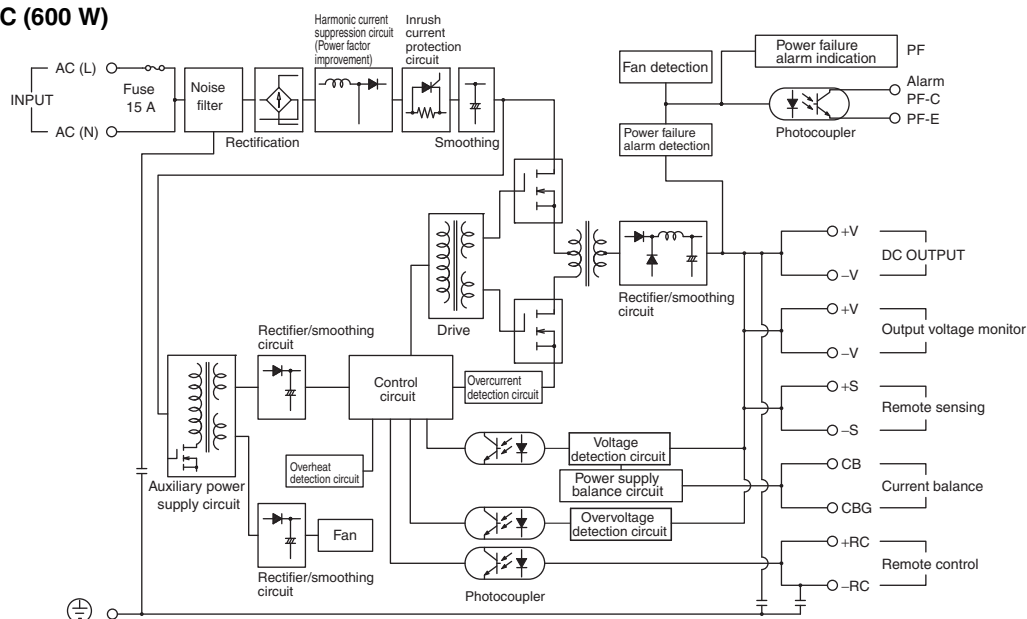 C (600 W)
AC (L)
INPUT
AC (N)
Fuse
15 A
Noise
filter
Rectification
Harmonic current
suppression circuit
(Power factor
improvement)
Inrush
current
protection
circuit
Smoothing
Fan detection
Power failure
alarm indication
PF
Alarm
PF-C
PF-E
Photocoupler
Power failure
alarm detection
Drive
Rectifier/smoothing
circuit
+V
DC OUTPUT
−V
+V
Output voltage monitor
−V
+S
Remote sensing
−S
CB
Current balance
CBG
+RC
Remote control
−RC
Rectifier/smoothing
circuit
Control
circuit
Overcurrent
detection circuit
Overheat
detection circuit
Auxiliary power
supply circuit
Voltage
detection circuit
Power supply
balance circuit
Overvoltage
detection circuit
Fan
Rectifier/smoothing
circuit
Photocoupler